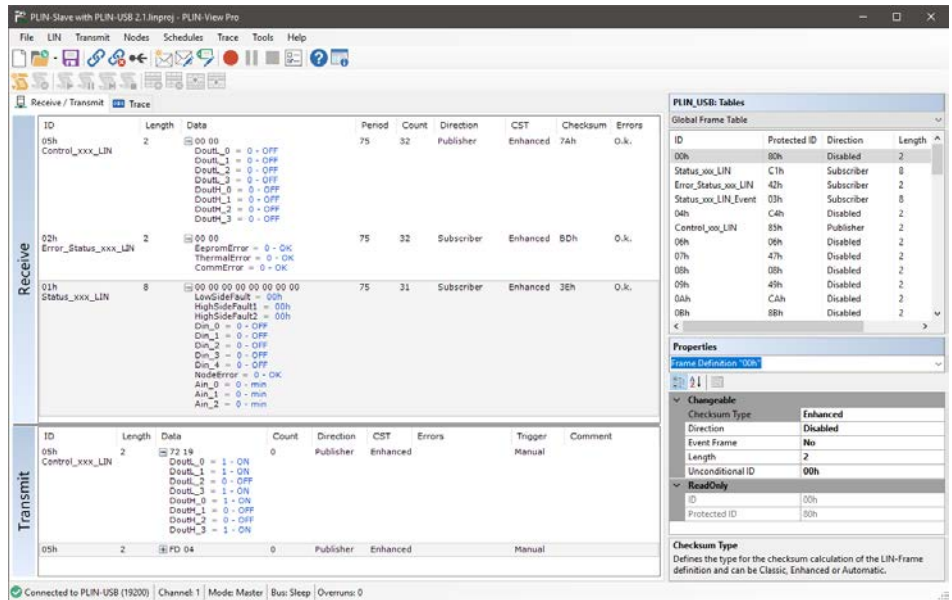 PLIN-Slave with PLIN-USB 2.1.linproj - PLIN-View Pro
File LIN Transmit Nodes Schedules Trace Tools Help
Receive / Transmit Trace
Receive
ID Length Data Period Count Direction CST Checksum Errors
05h 2 00 00 75 32 Publisher Enhanced 7Ah O.k.
Control_xxx_LIN DoutL_0 = 0 - OFF
DoutL_1 = 0 - OFF
DoutL_2 = 0 - OFF
DoutL_3 = 0 - OFF
DoutH_0 = 0 - OFF
DoutH_1 = 0 - OFF
DoutH_2 = 0 - OFF
DoutH_3 = 0 - OFF
02h 2 00 00 75 32 Subscriber Enhanced BDh O.k.
Error_Status_xxx_LIN EepromError = 0 - OK
ThermalError = 0 - OK
CommError = 0 - OK
01h 8 00 00 00 00 00 00 00 00 75 31 Subscriber Enhanced 3Eh O.k.
Status_xxx_LIN LowSideFault = 00h
HighSideFault1 = 00h
HighSideFault2 = 00h
Din_0 = 0 - OFF
Din_1 = 0 - OFF
Din_2 = 0 - OFF
Din_3 = 0 - OFF
Din_4 = 0 - OFF
NodeError = 0 - OK
Ain_0 = 0 - min
Ain_1 = 0 - min
Ain_2 = 0 - min
Transmit
ID Length Data Count Direction CST Errors Trigger Comment
05h 2 72 19 0 Publisher Enhanced Manual
Control_xxx_LIN DoutL_0 = 1 - ON
DoutL_1 = 1 - ON
DoutL_2 = 0 - OFF
DoutL_3 = 1 - ON
DoutH_0 = 1 - ON
DoutH_1 = 0 - OFF
DoutH_2 = 0 - OFF
DoutH_3 = 1 - ON
05h 2 FD 04 0 Publisher Enhanced Manual
PLIN_USB: Tables
Global Frame Table
ID Protected ID Direction Length
00h 80h Disabled 2
Status_xxx_LIN C1h Subscriber 8
Error_Status_xxx_LIN 42h Subscriber 2
Status_xxx_LIN_Event 03h Subscriber 8
04h C4h Disabled 2
Control_xxx_LIN 85h Publisher 2
06h 06h Disabled 2
07h 47h Disabled 2
08h 08h Disabled 2
09h 49h Disabled 2
0Ah CAh Disabled 2
0Bh 8Bh Disabled 2
Properties
Frame Definition "00h"
Changeable
Checksum Type Enhanced
Direction Disabled
Event Frame No
Length 2
Unconditional ID 00h
ReadOnly
ID 00h
Protected ID 80h
Checksum Type
Defines the type for the checksum calculation of the LIN-Frame
definition and can be Classic, Enhanced or Automatic.
Connected to PLIN-USB (19200) Channel: 1 Mode: Master Bus: Sleep Overruns: 0